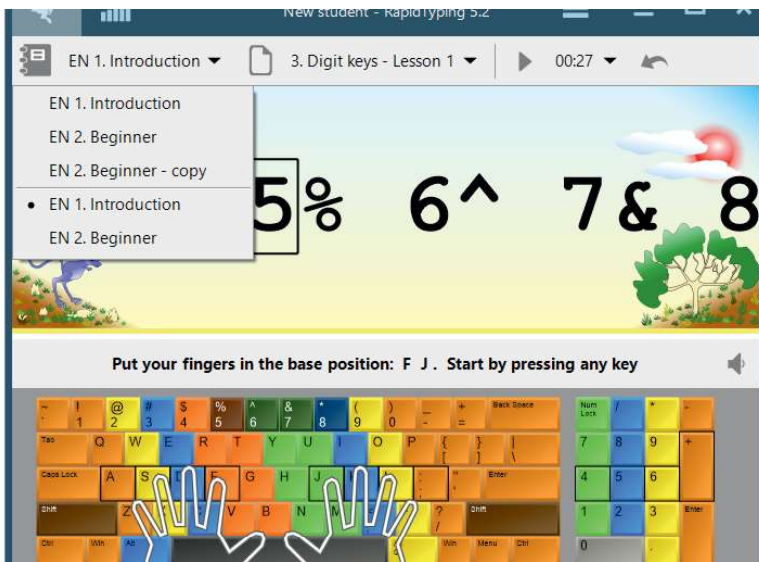 New student - RapidTyping 5.2
EN 1. Introduction 3. Digit keys - Lesson 1 00:27
EN 1. Introduction
EN 2. Beginner
EN 2. Beginner - copy
EN 1. Introduction
EN 2. Beginner
5% 6^ 7& 8
Put your fingers in the base position: F J . Start by pressing any key
~ ! @ # $ % ^ & * ( ) _ + Back Space Num Lock / * -
` 1 2 3 4 5 6 7 8 9 0 - =
Tab Q W E R T Y U I O P { } | 7 8 9 +
[ ] \
Caps Lock A S D F G H J K L : " Enter 4 5 6
; '
Shift Z X C V B N M ? Shift 1 2 3 Enter
/
Ctrl Win Alt Win Menu Ctrl 0 .